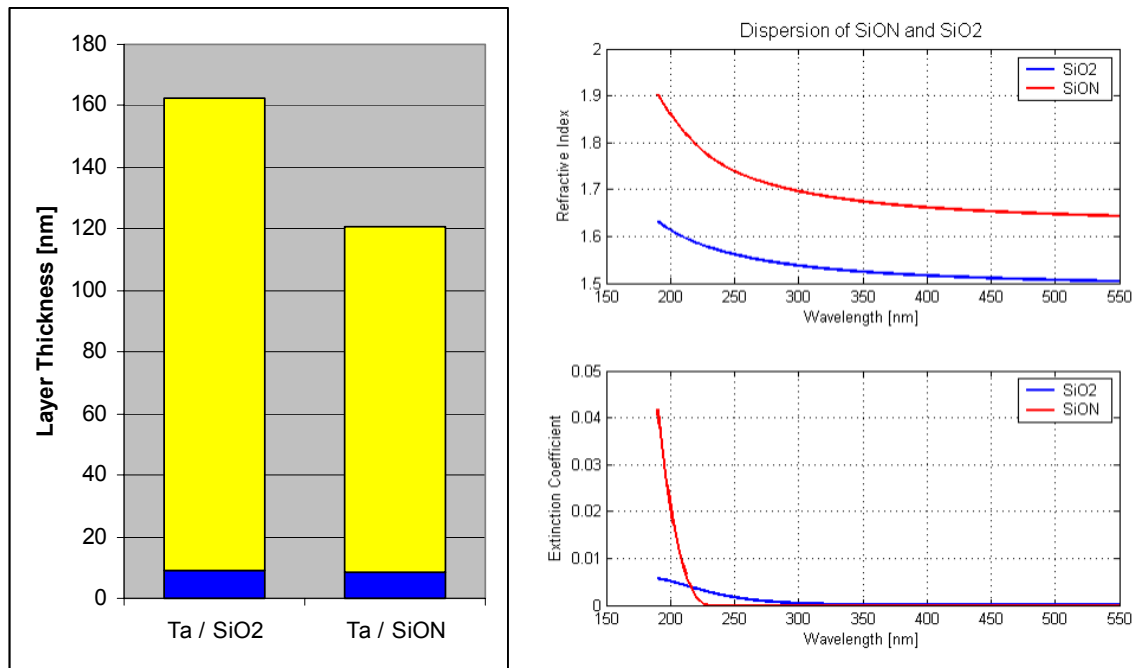 Layer Thickness [nm]
180
160
140
120
100
80
60
40
20
0
Ta / SiO2
Ta / SiON
Dispersion of SiON and SiO2
Refractive Index
2
1.9
1.8
1.7
1.6
1.5
SiO2
SiON
150 200 250 300 350 400 450 500 550
Wavelength [nm]
Extinction Coefficient
0.05
0.04
0.03
0.02
0.01
0
SiO2
SiON
150 200 250 300 350 400 450 500 550
Wavelength [nm]